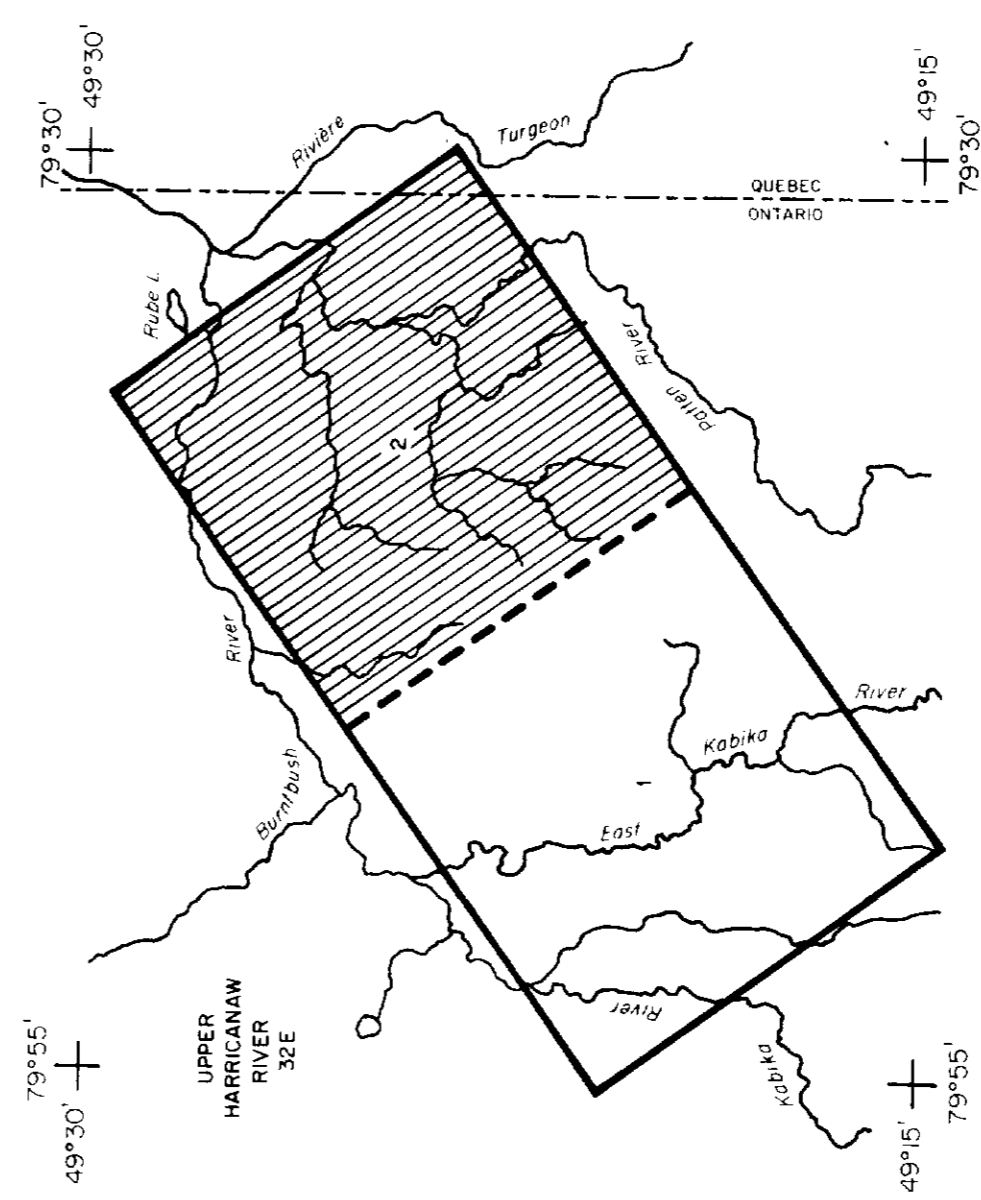 79°30'
49°30'
Rivière
Turgeon
49°15'
79°30'
QUEBEC
ONTARIO
Rube L.
River
Patten
2
River
Burntbush
River
Kabika
1
East
River
Kabika
UPPER
HARRICANAW
RIVER
32E
79°55'
49°30'
49°15'
79°55'